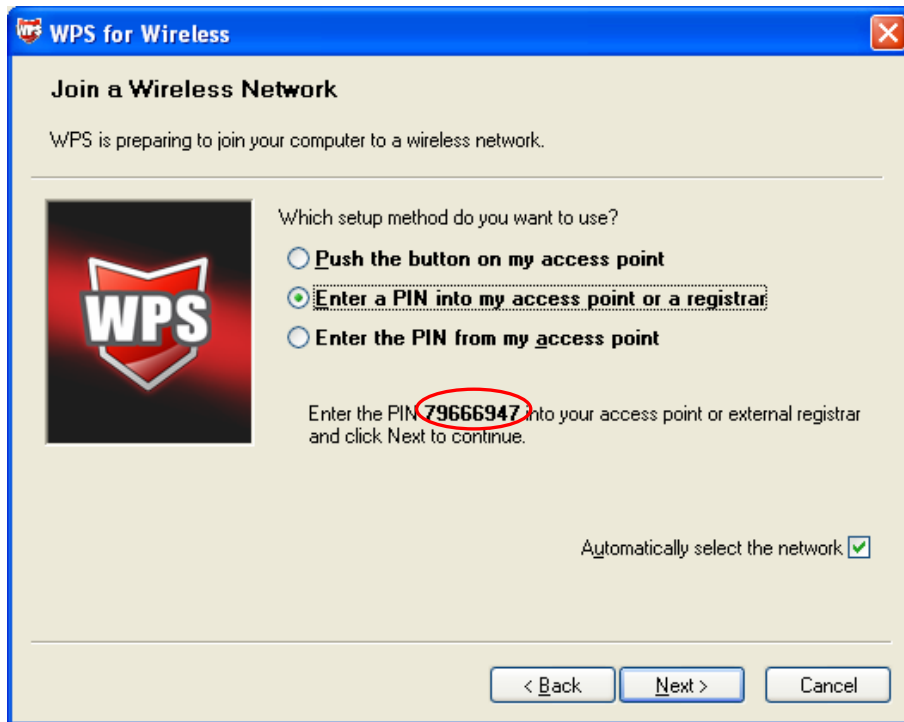 WPS WPS for Wireless
Join a Wireless Network
WPS is preparing to join your computer to a wireless network.
WPS
Which setup method do you want to use?
Push the button on my access point
Enter a PIN into my access point or a registrar
Enter the PIN from my access point
Enter the PIN 79666947 into your access point or external registrar
and click Next to continue.
Automatically select the network
< Back Next > Cancel